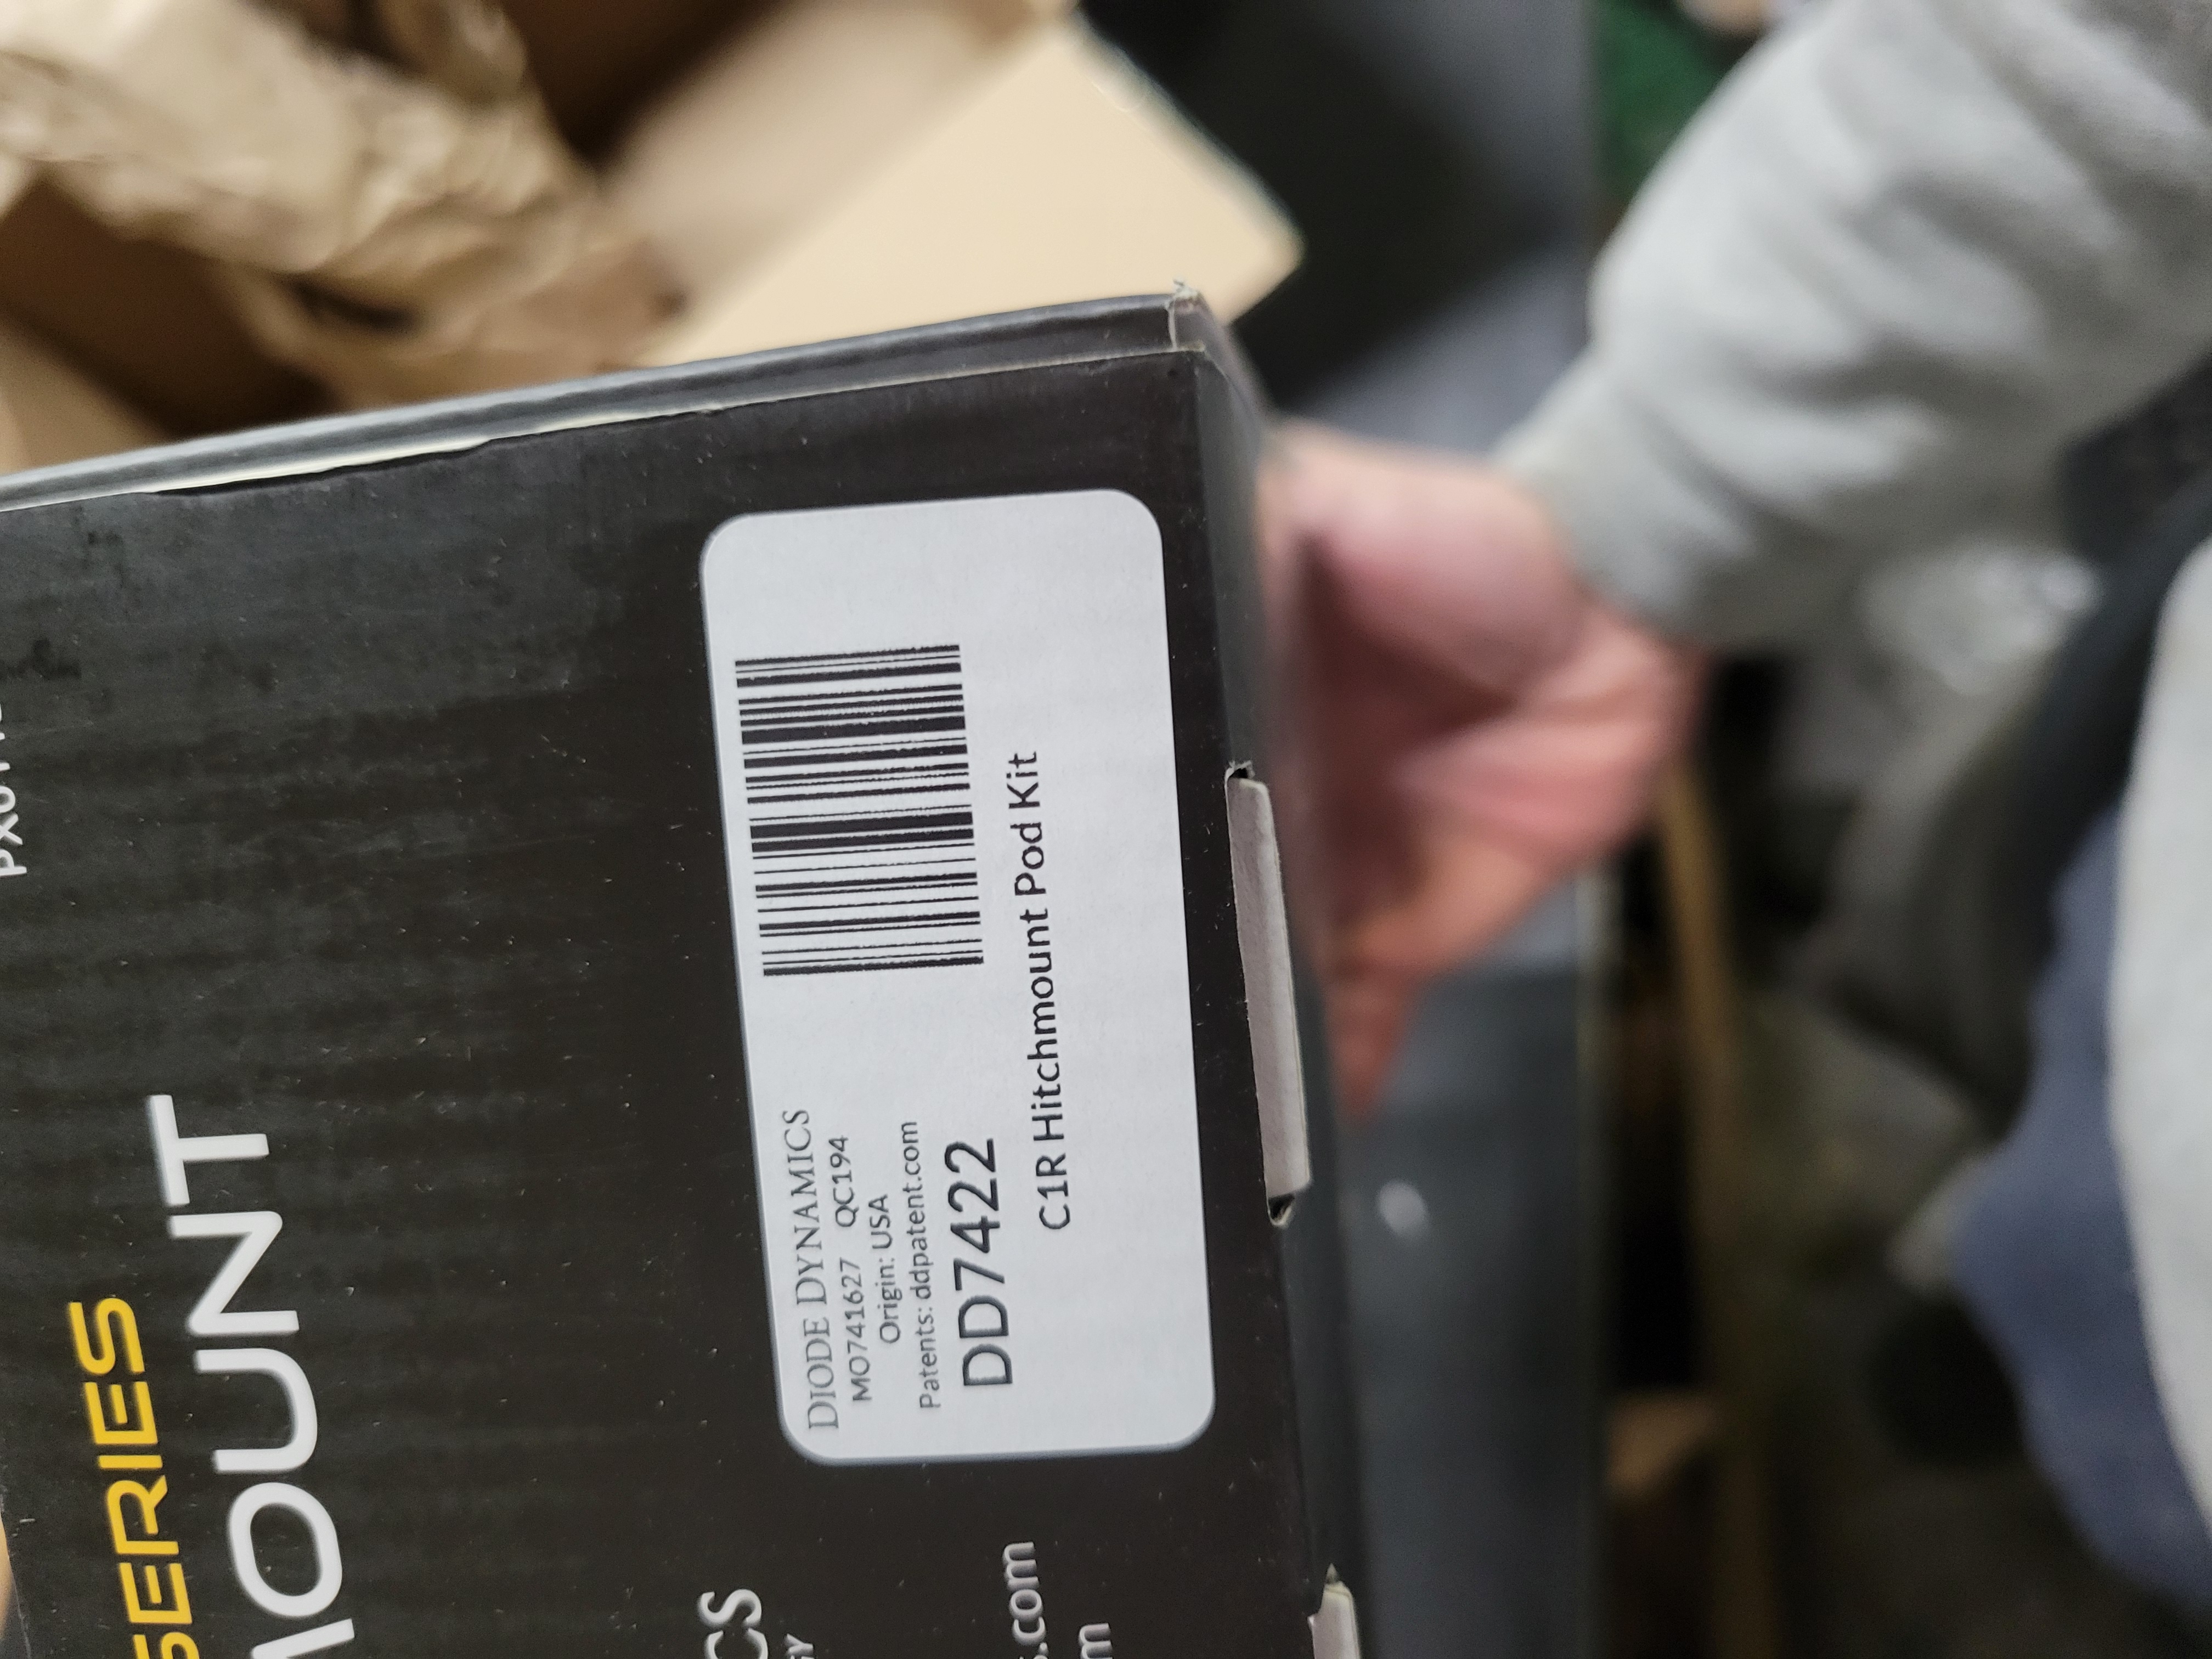 SERIES
MOUNT
DIODE DYNAMICS
MO741627 QC194
Origin: USA
Patents: ddpatent.com
DD7422
C1R Hitchmount Pod Kit